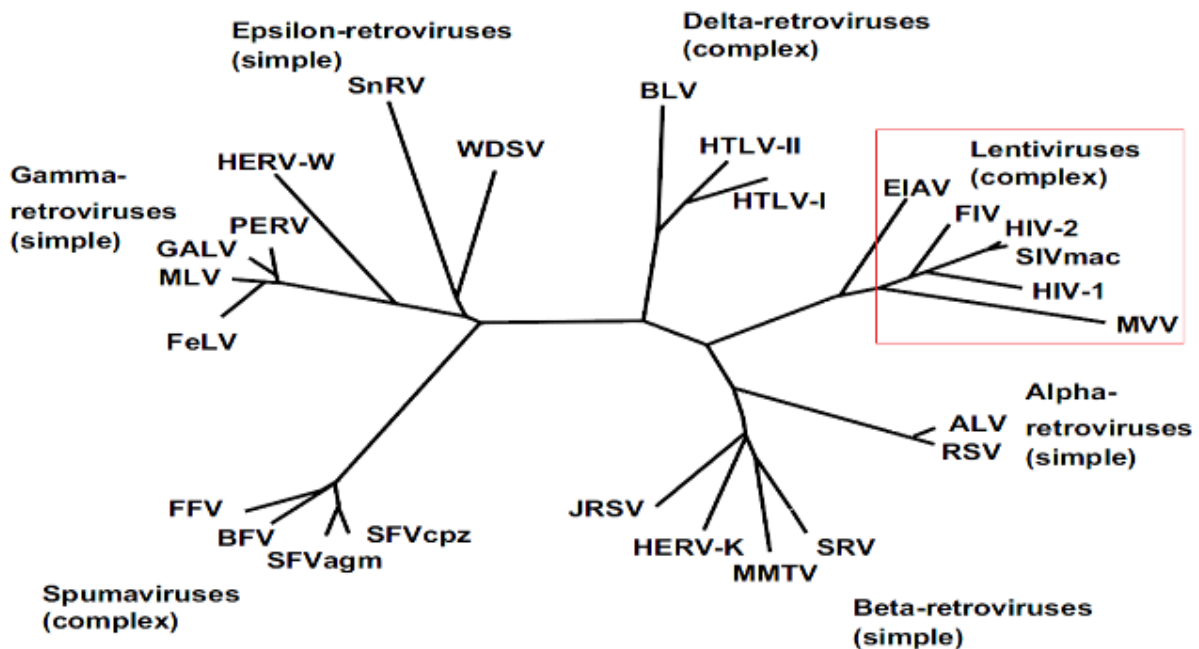 Epsilon-retroviruses
(simple)
SnRV
WDSV
Delta-retroviruses
(complex)
BLV
HTLV-II
HTLV-I
Lentiviruses
(complex)
EIAV
FIV
HIV-2
SIVmac
HIV-1
MVV
Gamma-
retroviruses
(simple)
HERV-W
PERV
GALV
MLV
FeLV
Alpha-
retroviruses
(simple)
ALV
RSV
FFV
BFV
SFVagm
SFVcpz
Spumaviruses
(complex)
JRSV
HERV-K
MMTV
SRV
Beta-retroviruses
(simple)